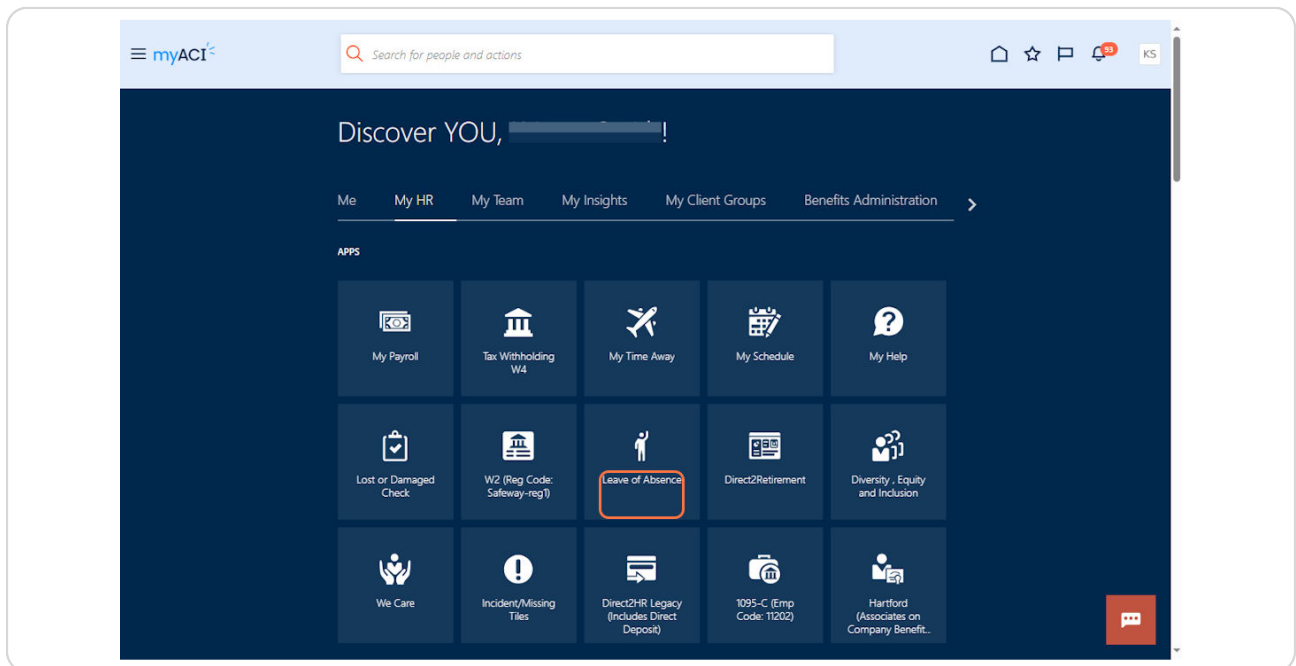 myACI
Search for people and actions
93
KS
Discover YOU, !
Me My HR My Team My Insights My Client Groups Benefits Administration
APPS
My Payroll
Tax Withholding
W4
My Time Away
My Schedule
My Help
Lost or Damaged
Check
W2 (Reg Code:
Safeway-reg1)
Leave of Absence
Direct2Retirement
Diversity , Equity
and Inclusion
We Care
Incident/Missing
Tiles
Direct2HR Legacy
(Includes Direct
Deposit)
1095-C (Emp
Code: 11202)
Hartford
(Associates on
Company Benefit..